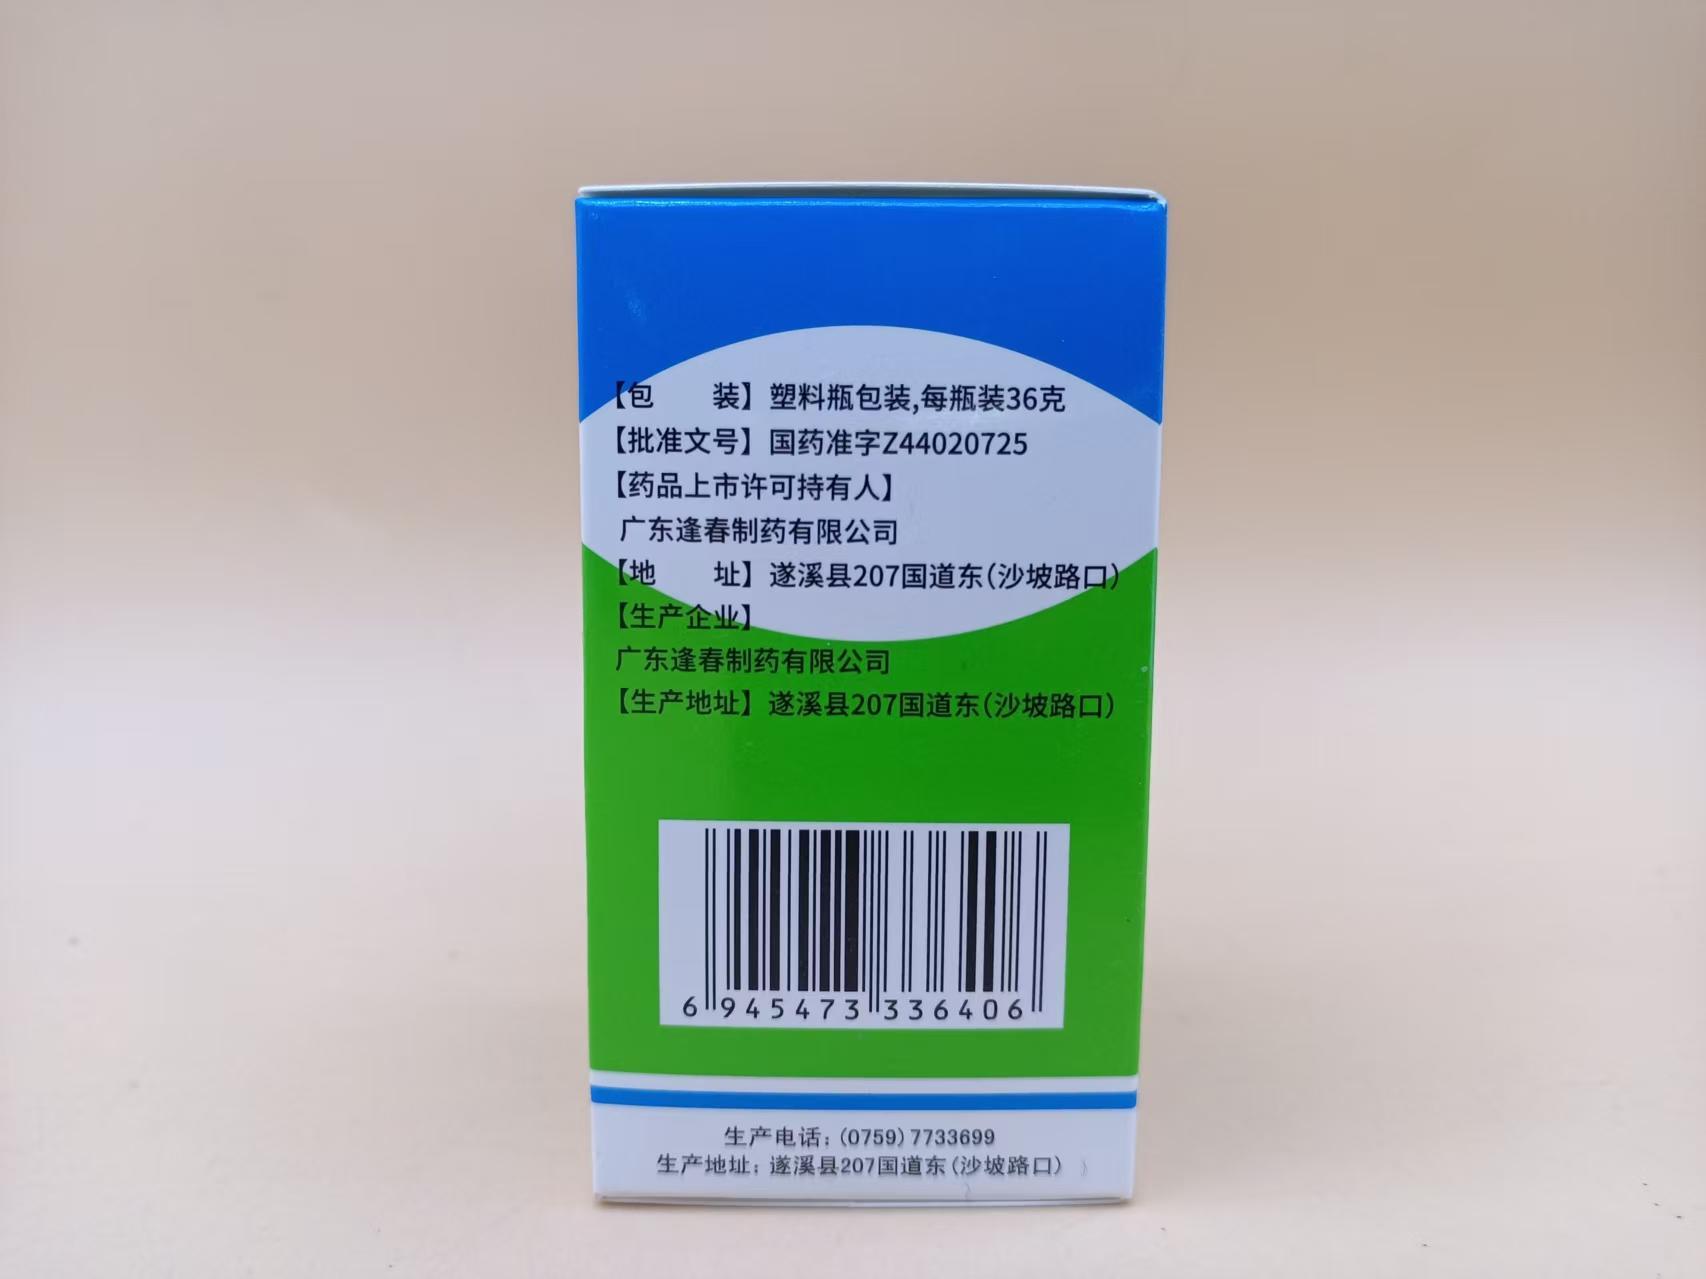 【包　　装】塑料瓶包装,每瓶装36克
【批准文号】国药准字Z44020725
【药品上市许可持有人】
广东逢春制药有限公司
【地　　址】遂溪县207国道东(沙坡路口)
【生产企业】
广东逢春制药有限公司
【生产地址】遂溪县207国道东(沙坡路口)
6 945473 336406
生产电话:(0759)7733699
生产地址:遂溪县207国道东(沙坡路口)